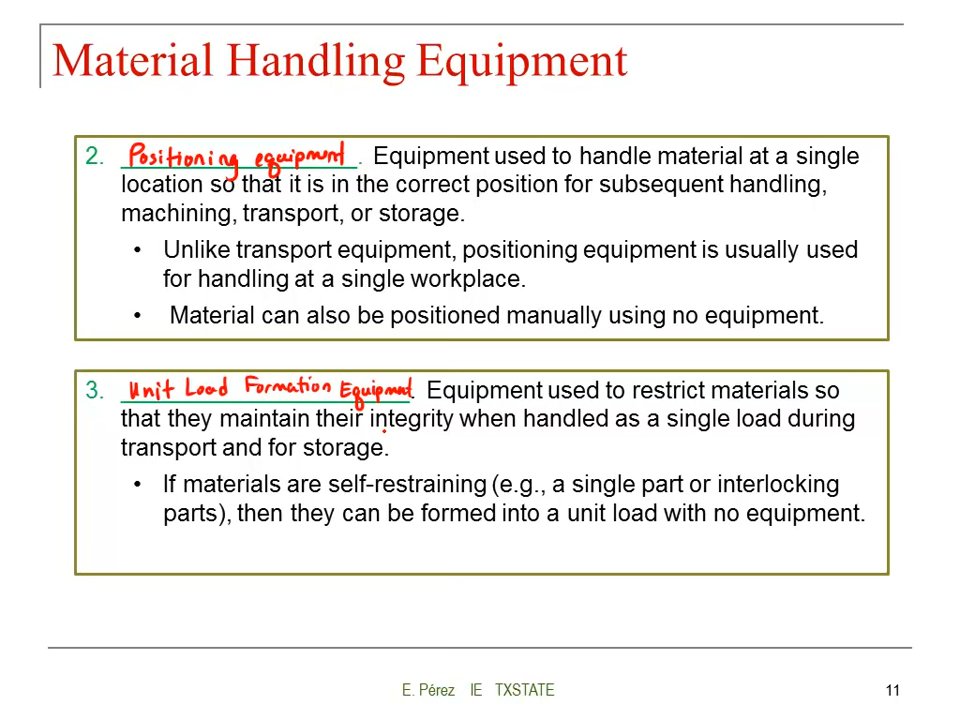 Material Handling Equipment
2. Positioning equipment. Equipment used to handle material at a single
location so that it is in the correct position for subsequent handling,
machining, transport, or storage.
• Unlike transport equipment, positioning equipment is usually used
for handling at a single workplace.
• Material can also be positioned manually using no equipment.
3. Unit Load Formation Equipment. Equipment used to restrict materials so
that they maintain their integrity when handled as a single load during
transport and for storage.
• If materials are self-restraining (e.g., a single part or interlocking
parts), then they can be formed into a unit load with no equipment.
E. Pérez IE TXSTATE 11